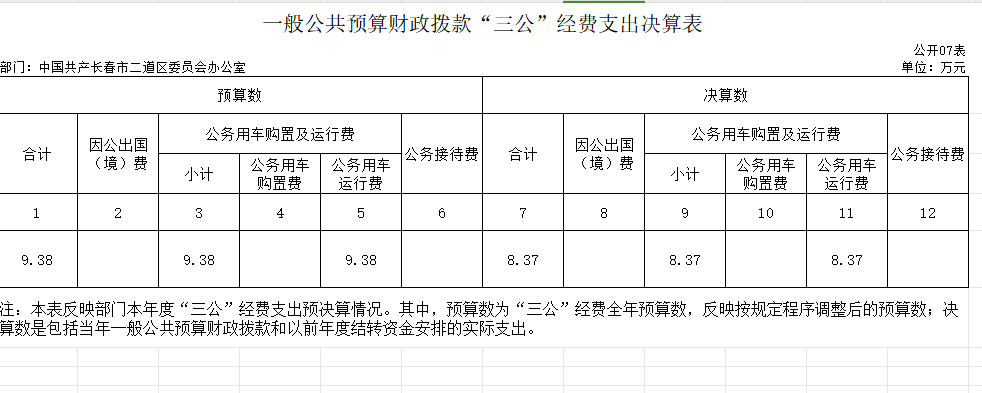 一般公共预算财政拨款“三公”经费支出决算表
公开07表
部门：中国共产长春市二道区委员会办公室
单位：万元
预算数
决算数
合计
因公出国
（境）费
公务用车购置及运行费
公务接待费
合计
因公出国
（境）费
公务用车购置及运行费
公务接待费
小计
公务用车
购置费
公务用车
运行费
小计
公务用车
购置费
公务用车
运行费
1 2 3 4 5 6 7 8 9 10 11 12
9.38 9.38 9.38 8.37 8.37 8.37
注：本表反映部门本年度“三公”经费支出预决算情况。其中，预算数为“三公”经费全年预算数，反映按规定程序调整后的预算数；决
算数是包括当年一般公共预算财政拨款和以前年度结转资金安排的实际支出。